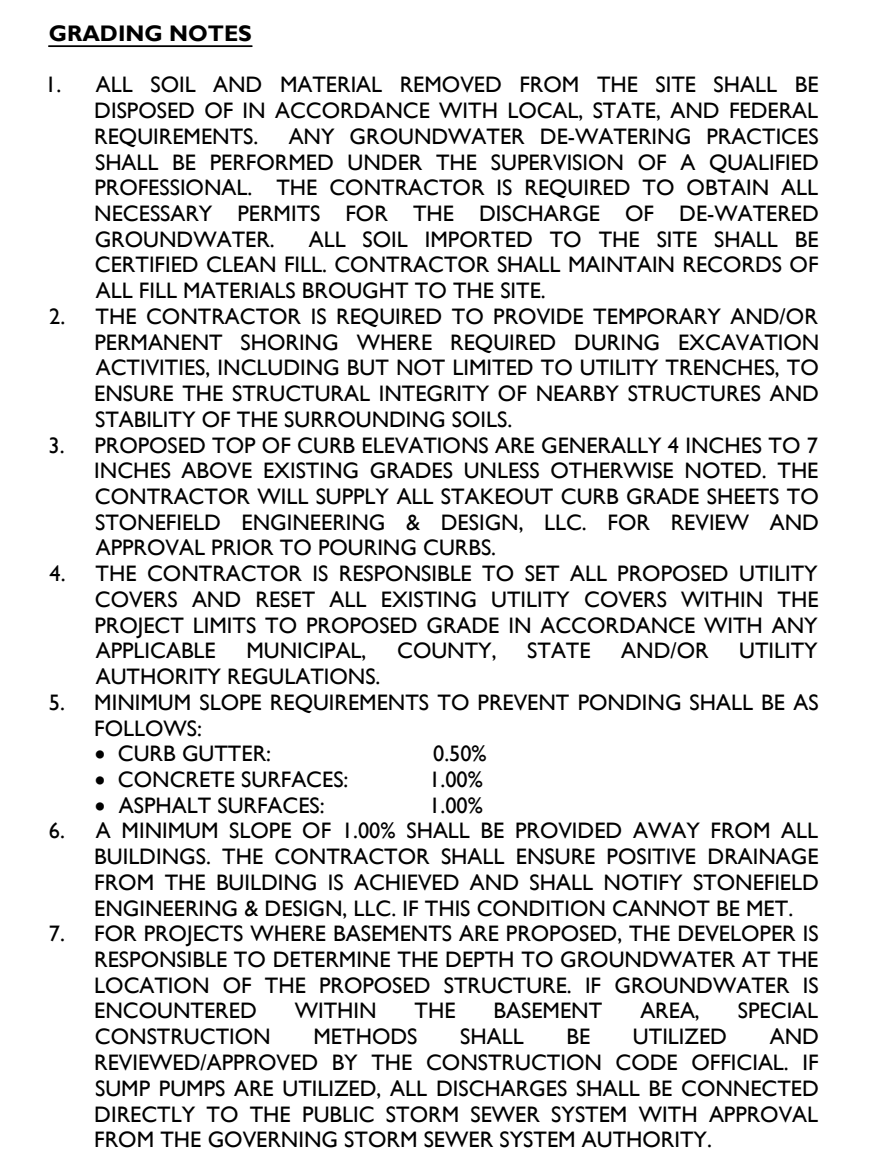 GRADING NOTES
1. ALL SOIL AND MATERIAL REMOVED FROM THE SITE SHALL BE
DISPOSED OF IN ACCORDANCE WITH LOCAL, STATE, AND FEDERAL
REQUIREMENTS. ANY GROUNDWATER DE-WATERING PRACTICES
SHALL BE PERFORMED UNDER THE SUPERVISION OF A QUALIFIED
PROFESSIONAL. THE CONTRACTOR IS REQUIRED TO OBTAIN ALL
NECESSARY PERMITS FOR THE DISCHARGE OF DE-WATERED
GROUNDWATER. ALL SOIL IMPORTED TO THE SITE SHALL BE
CERTIFIED CLEAN FILL. CONTRACTOR SHALL MAINTAIN RECORDS OF
ALL FILL MATERIALS BROUGHT TO THE SITE.
2. THE CONTRACTOR IS REQUIRED TO PROVIDE TEMPORARY AND/OR
PERMANENT SHORING WHERE REQUIRED DURING EXCAVATION
ACTIVITIES, INCLUDING BUT NOT LIMITED TO UTILITY TRENCHES, TO
ENSURE THE STRUCTURAL INTEGRITY OF NEARBY STRUCTURES AND
STABILITY OF THE SURROUNDING SOILS.
3. PROPOSED TOP OF CURB ELEVATIONS ARE GENERALLY 4 INCHES TO 7
INCHES ABOVE EXISTING GRADES UNLESS OTHERWISE NOTED. THE
CONTRACTOR WILL SUPPLY ALL STAKEOUT CURB GRADE SHEETS TO
STONEFIELD ENGINEERING & DESIGN, LLC. FOR REVIEW AND
APPROVAL PRIOR TO POURING CURBS.
4. THE CONTRACTOR IS RESPONSIBLE TO SET ALL PROPOSED UTILITY
COVERS AND RESET ALL EXISTING UTILITY COVERS WITHIN THE
PROJECT LIMITS TO PROPOSED GRADE IN ACCORDANCE WITH ANY
APPLICABLE MUNICIPAL, COUNTY, STATE AND/OR UTILITY
AUTHORITY REGULATIONS.
5. MINIMUM SLOPE REQUIREMENTS TO PREVENT PONDING SHALL BE AS
FOLLOWS:
• CURB GUTTER: 0.50%
• CONCRETE SURFACES: 1.00%
• ASPHALT SURFACES: 1.00%
6. A MINIMUM SLOPE OF 1.00% SHALL BE PROVIDED AWAY FROM ALL
BUILDINGS. THE CONTRACTOR SHALL ENSURE POSITIVE DRAINAGE
FROM THE BUILDING IS ACHIEVED AND SHALL NOTIFY STONEFIELD
ENGINEERING & DESIGN, LLC. IF THIS CONDITION CANNOT BE MET.
7. FOR PROJECTS WHERE BASEMENTS ARE PROPOSED, THE DEVELOPER IS
RESPONSIBLE TO DETERMINE THE DEPTH TO GROUNDWATER AT THE
LOCATION OF THE PROPOSED STRUCTURE. IF GROUNDWATER IS
ENCOUNTERED WITHIN THE BASEMENT AREA, SPECIAL
CONSTRUCTION METHODS SHALL BE UTILIZED AND
REVIEWED/APPROVED BY THE CONSTRUCTION CODE OFFICIAL. IF
SUMP PUMPS ARE UTILIZED, ALL DISCHARGES SHALL BE CONNECTED
DIRECTLY TO THE PUBLIC STORM SEWER SYSTEM WITH APPROVAL
FROM THE GOVERNING STORM SEWER SYSTEM AUTHORITY.